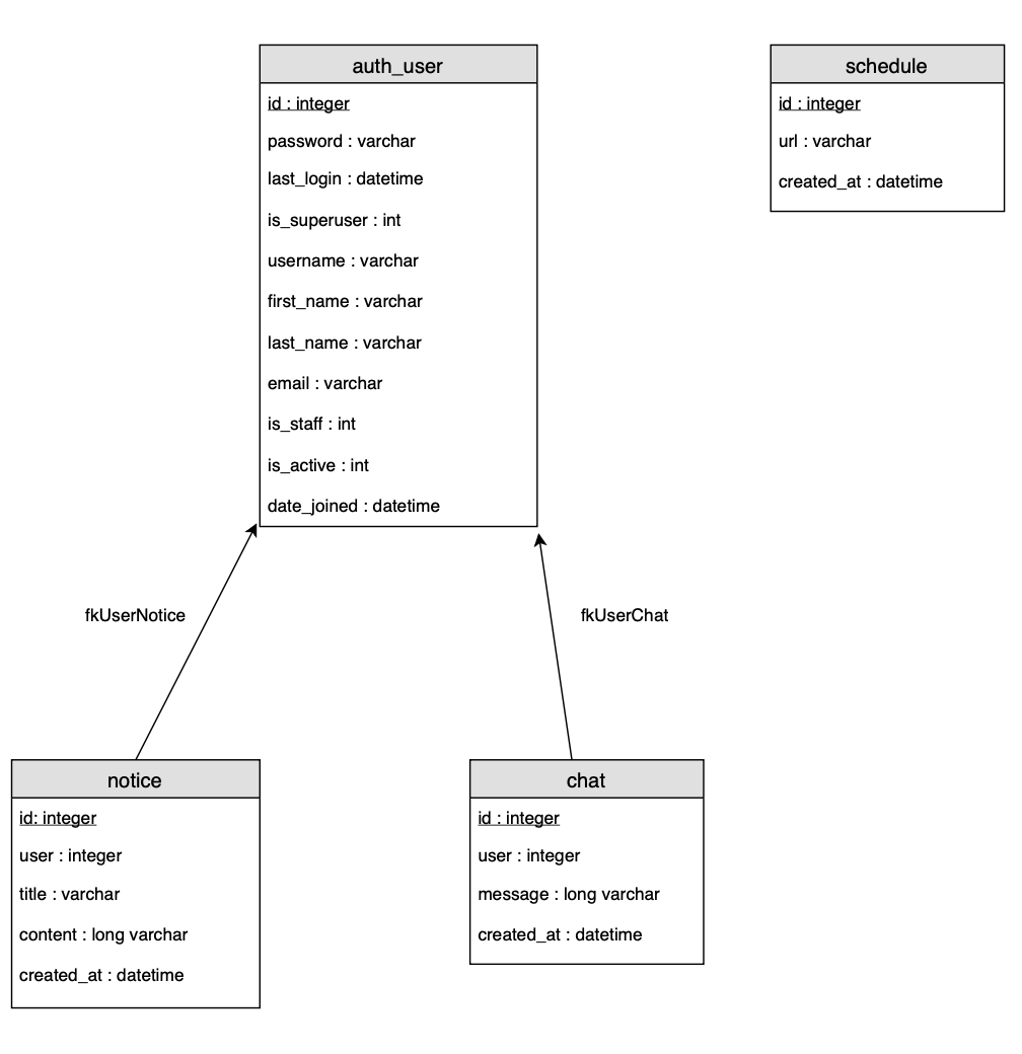 auth_user
id : integer
password : varchar
last_login : datetime
is_superuser : int
username : varchar
first_name : varchar
last_name : varchar
email : varchar
is_staff : int
is_active : int
date_joined : datetime
schedule
id : integer
url : varchar
created_at : datetime
fkUserNotice
fkUserChat
notice
id: integer
user : integer
title : varchar
content : long varchar
created_at : datetime
chat
id : integer
user : integer
message : long varchar
created_at : datetime